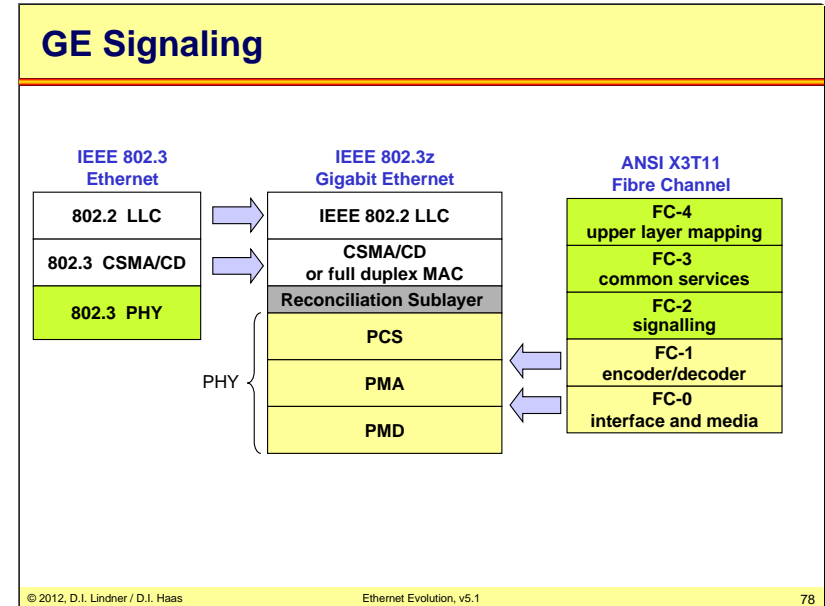 GE Signaling
IEEE 802.3
Ethernet
802.2 LLC
802.3 CSMA/CD
802.3 PHY
IEEE 802.3z
Gigabit Ethernet
IEEE 802.2 LLC
CSMA/CD
or full duplex MAC
Reconciliation Sublayer
PHY
PCS
PMA
PMD
ANSI X3T11
Fibre Channel
FC-4
upper layer mapping
FC-3
common services
FC-2
signalling
FC-1
encoder/decoder
FC-0
interface and media
© 2012, D.I. Lindner / D.I. Haas
Ethernet Evolution, v5.1
78